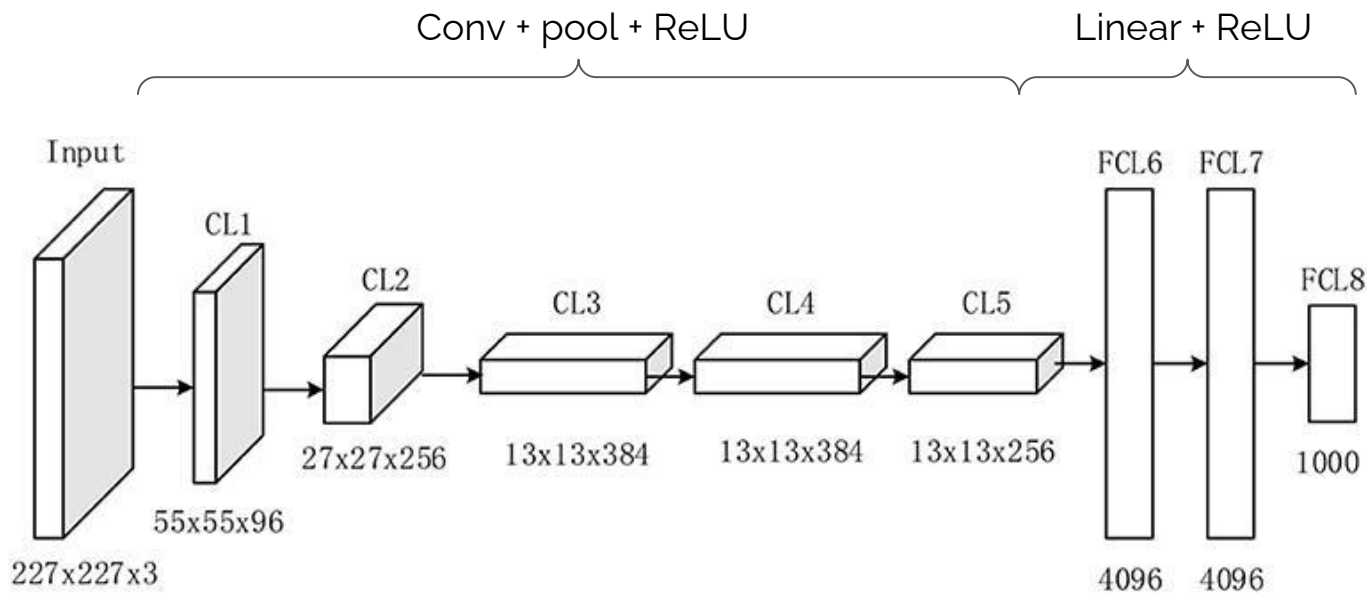 Conv + pool + ReLU
Linear + ReLU
Input
CL1
CL2
CL3
CL4
CL5
FCL6
FCL7
FCL8
227x227x3
55x55x96
27x27x256
13x13x384
13x13x384
13x13x256
4096
4096
1000